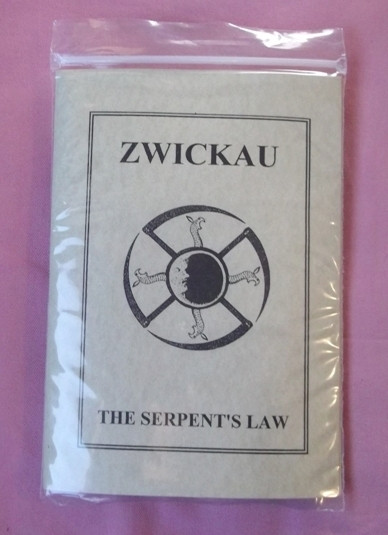 ZWICKAU
THE SERPENT'S LAW